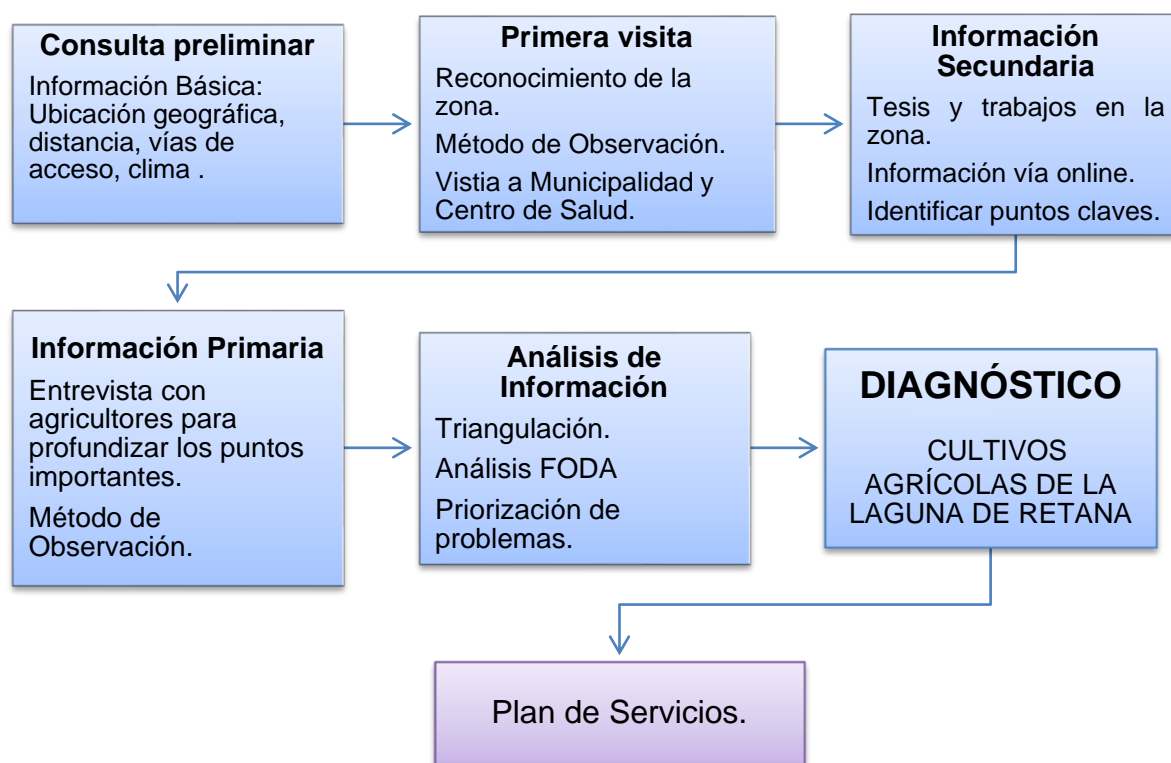 Consulta preliminar
Información Básica:
Ubicación geográfica,
distancia, vías de
acceso, clima .
Primera visita
Reconocimiento de la
zona.
Método de Observación.
Vistia a Municipalidad y
Centro de Salud.
Información
Secundaria
Tesis y trabajos en la
zona.
Información vía online.
Identificar puntos claves.
Información Primaria
Entrevista con
agricultores para
profundizar los puntos
importantes.
Método de
Observación.
Análisis de
Información
Triangulación.
Análisis FODA
Priorización de
problemas.
DIAGNÓSTICO
CULTIVOS
AGRÍCOLAS DE LA
LAGUNA DE RETANA
Plan de Servicios.